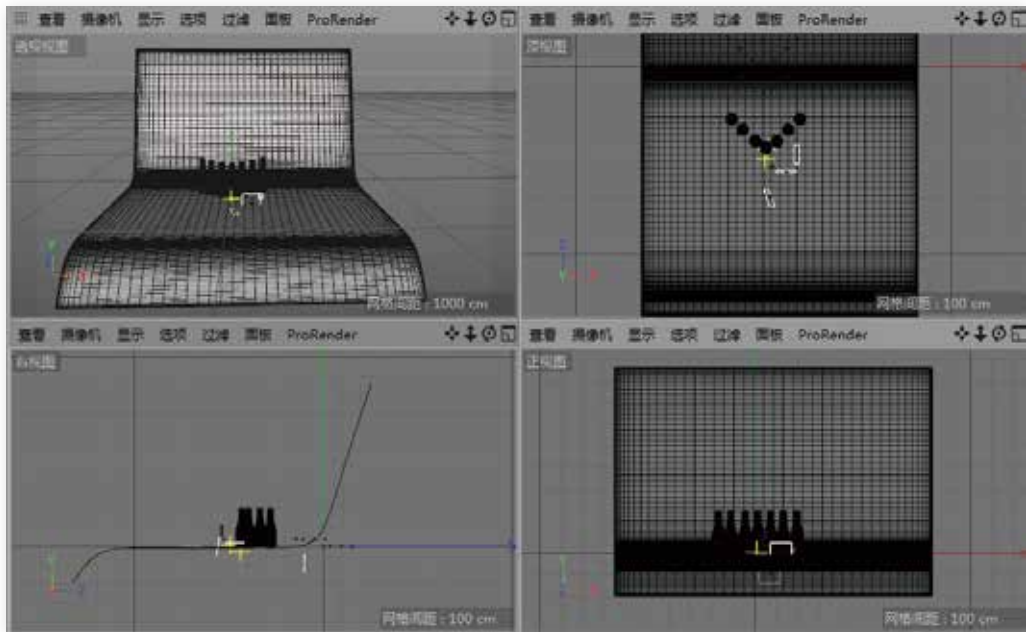 查看 摄像机 显示 选项 过滤 面板 ProRender
透视视图
网格间距 : 1000 cm
查看 摄像机 显示 选项 过滤 面板 ProRender
顶视图
网格间距 : 100 cm
查看 摄像机 显示 选项 过滤 面板 ProRender
右视图
网格间距 : 100 cm
查看 摄像机 显示 选项 过滤 面板 ProRender
正视图
网格间距 : 100 cm